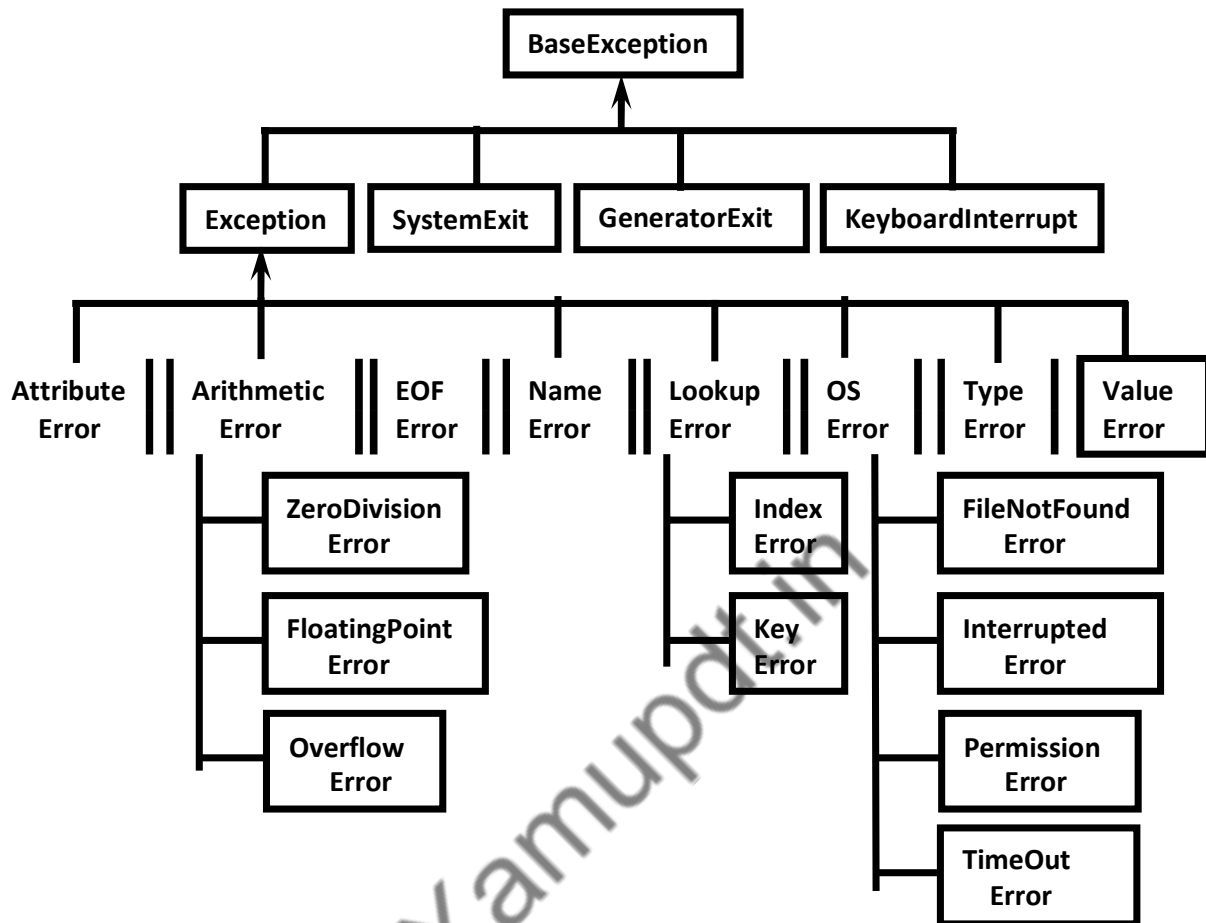 BaseException
Exception
SystemExit
GeneratorExit
KeyboardInterrupt
Attribute
Error
Arithmetic
Error
EOF
Error
Name
Error
Lookup
Error
OS
Error
Type
Error
Value
Error
ZeroDivision
Error
FloatingPoint
Error
Overflow
Error
Index
Error
Key
Error
FileNotFound
Error
Interrupted
Error
Permission
Error
TimeOut
Error